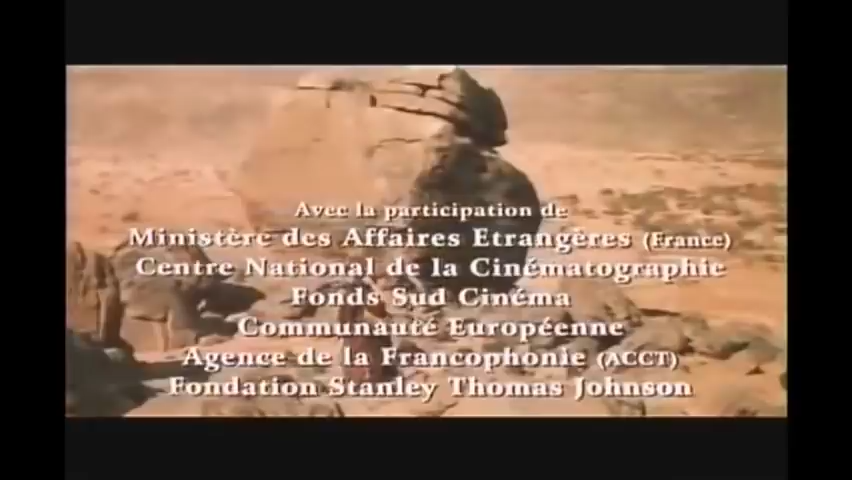 Avec la participation de
Ministère des Affaires Etrangères (France)
Centre National de la Cinématographie
Fonds Sud Cinéma
Communauté Européenne
Agence de la Francophonie (ACCT)
Fondation Stanley Thomas Johnson